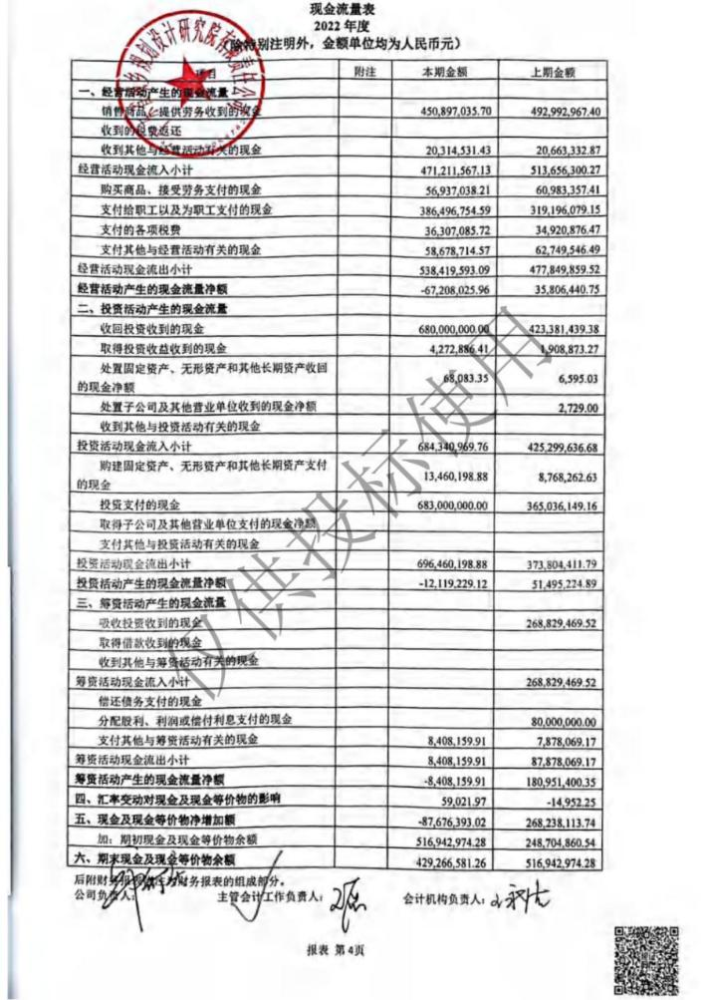 现金流量表
2022 年度
(除特别注明外，金额单位均为人民币元)
项目 附注 本期金额 上期金额
一、经营活动产生的现金流量
销售商品、提供劳务收到的现金 450,897,035.70 492,992,967.40
收到的税费返还
收到其他与经营活动有关的现金 20,314,531.43 20,663,332.87
经营活动现金流入小计 471,211,567.13 513,656,300.27
购买商品、接受劳务支付的现金 56,937,038.21 60,983,357.41
支付给职工以及为职工支付的现金 386,496,754.59 319,196,079.15
支付的各项税费 36,307,085.72 34,920,876.47
支付其他与经营活动有关的现金 58,678,714.57 62,749,546.49
经营活动现金流出小计 538,419,593.09 477,849,859.52
经营活动产生的现金流量净额 -67,208,025.96 35,806,440.75
二、投资活动产生的现金流量
收回投资收到的现金 680,000,000.00 423,381,439.38
取得投资收益收到的现金 4,272,886.41 1,908,873.27
处置固定资产、无形资产和其他长期资产收回
的现金净额 68,083.35 6,595.03
处置子公司及其他营业单位收到的现金净额 2,729.00
收到其他与投资活动有关的现金
投资活动现金流入小计 684,340,969.76 425,299,636.68
购建固定资产、无形资产和其他长期资产支付
的现金 13,460,198.88 8,768,262.63
投资支付的现金 683,000,000.00 365,036,149.16
取得子公司及其他营业单位支付的现金净额
支付其他与投资活动有关的现金
投资活动现金流出小计 696,460,198.88 373,804,411.79
投资活动产生的现金流量净额 -12,119,229.12 51,495,224.89
三、筹资活动产生的现金流量
吸收投资收到的现金 268,829,469.52
取得借款收到的现金
收到其他与筹资活动有关的现金
筹资活动现金流入小计 268,829,469.52
偿还债务支付的现金
分配股利、利润或偿付利息支付的现金 80,000,000.00
支付其他与筹资活动有关的现金 8,408,159.91 7,878,069.17
筹资活动现金流出小计 8,408,159.91 87,878,069.17
筹资活动产生的现金流量净额 -8,408,159.91 180,951,400.35
四、汇率变动对现金及现金等价物的影响 59,021.97 -14,952.25
五、现金及现金等价物净增加额 -87,676,393.02 268,238,113.74
加：期初现金及现金等价物余额 516,942,974.28 248,704,860.54
六、期末现金及现金等价物余额 429,266,581.26 516,942,974.28
后附财务报表附注为财务报表的组成部分。
公司负责人： 主管会计工作负责人： 会计机构负责人：
报表 第4页
仅供投标使用